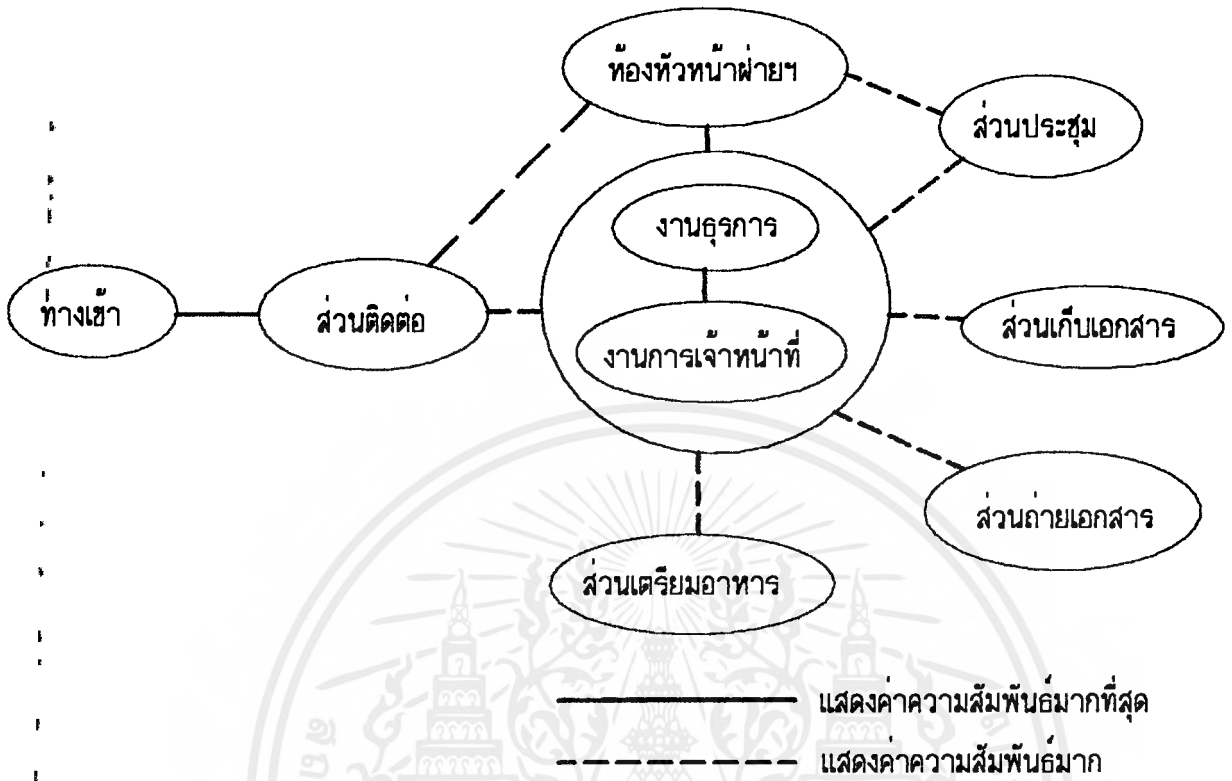 ห้องหัวหน้าฝ่ายฯ
ส่วนประชุม
งานธุรการ
ทางเข้า
ส่วนติดต่อ
ส่วนเก็บเอกสาร
งานการเจ้าหน้าที่
ส่วนถ่ายเอกสาร
ส่วนเตรียมอาหาร
แสดงค่าความสัมพันธ์มากที่สุด
แสดงค่าความสัมพันธ์มาก